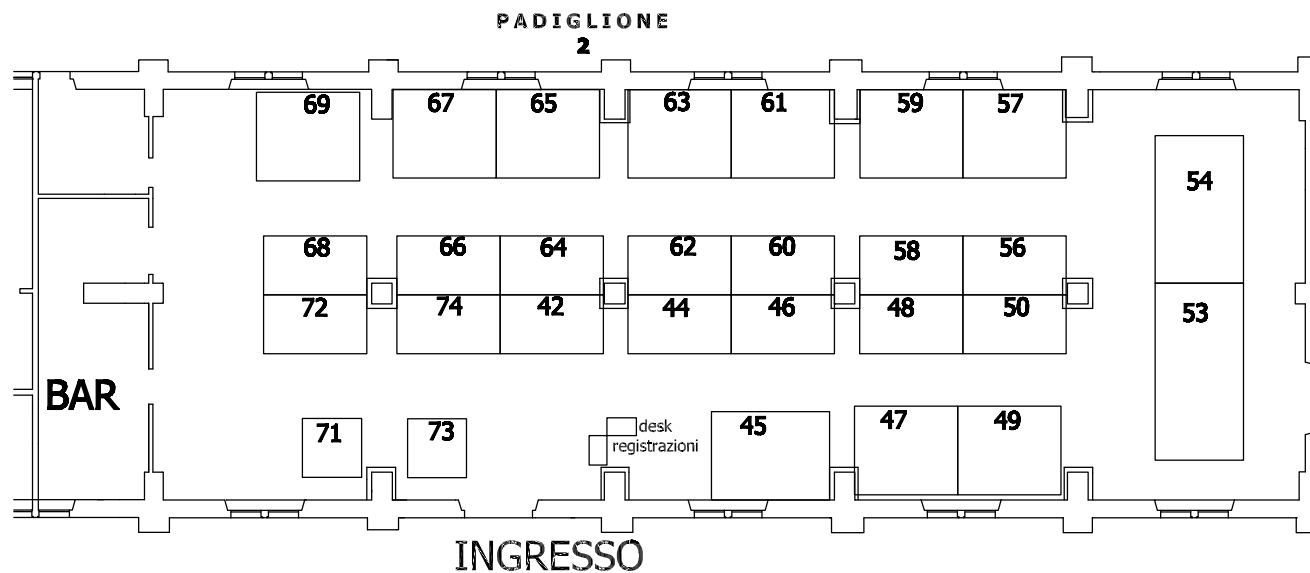 PADIGLIONE
2
69 67 65 63 61 59 57
54
68 66 64 62 60 58 56
72 74 42 44 46 48 50 53
BAR
71 73 desk 45 47 49
registrazioni
INGRESSO